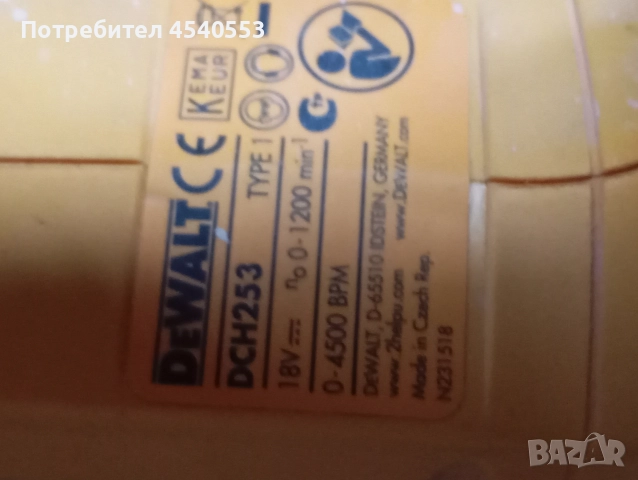 Потребител 4540553
DEWALT CE KEMA KEUR
DCH253 TYPE 1
18V n₀ 0-1200 min⁻¹
0-4500 BPM
DeWALT, D-65510 IDSTEIN, GERMANY
www.2helpu.com www.DeWALT.com
Made in Czech Rep.
N231518
BAZAR